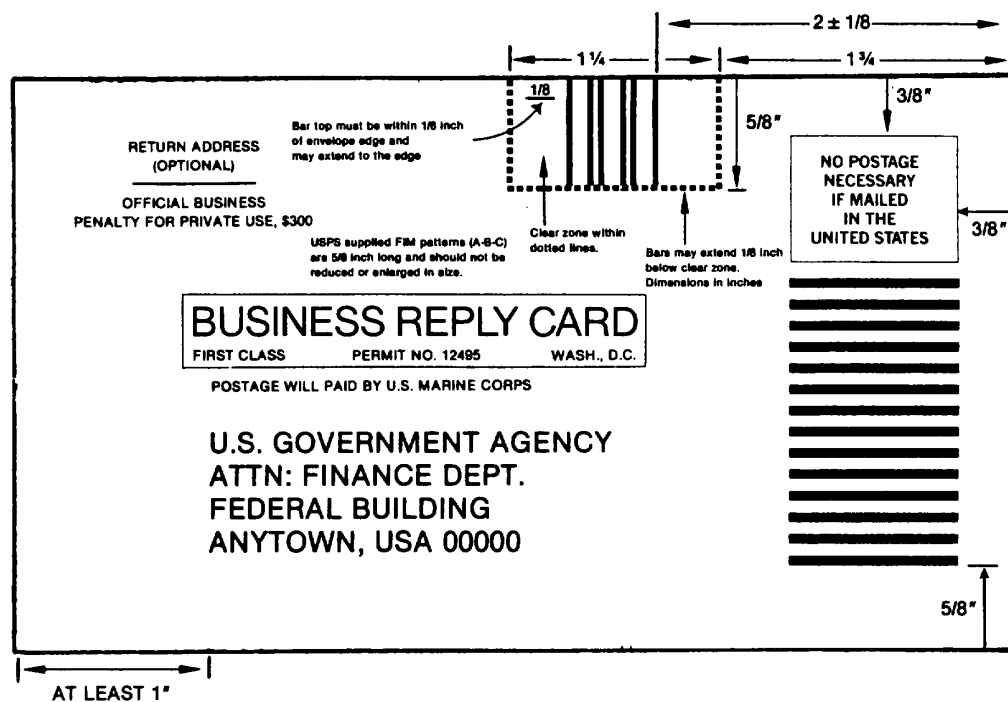 2 ± 1/8
1 ¼
1 ¾
1/8
3/8"
5/8"
Bar top must be within 1/8 inch
of envelope edge and
may extend to the edge
RETURN ADDRESS
(OPTIONAL)
OFFICIAL BUSINESS
PENALTY FOR PRIVATE USE, $300
NO POSTAGE
NECESSARY
IF MAILED
IN THE
UNITED STATES
3/8"
USPS supplied FIM patterns (A-B-C)
are 5/8 inch long and should not be
reduced or enlarged in size.
Clear zone within
dotted lines.
Bars may extend 1/8 inch
below clear zone.
Dimensions in inches
BUSINESS REPLY CARD
FIRST CLASS PERMIT NO. 12495 WASH., D.C.
POSTAGE WILL PAID BY U.S. MARINE CORPS
U.S. GOVERNMENT AGENCY
ATTN: FINANCE DEPT.
FEDERAL BUILDING
ANYTOWN, USA 00000
5/8"
AT LEAST 1"